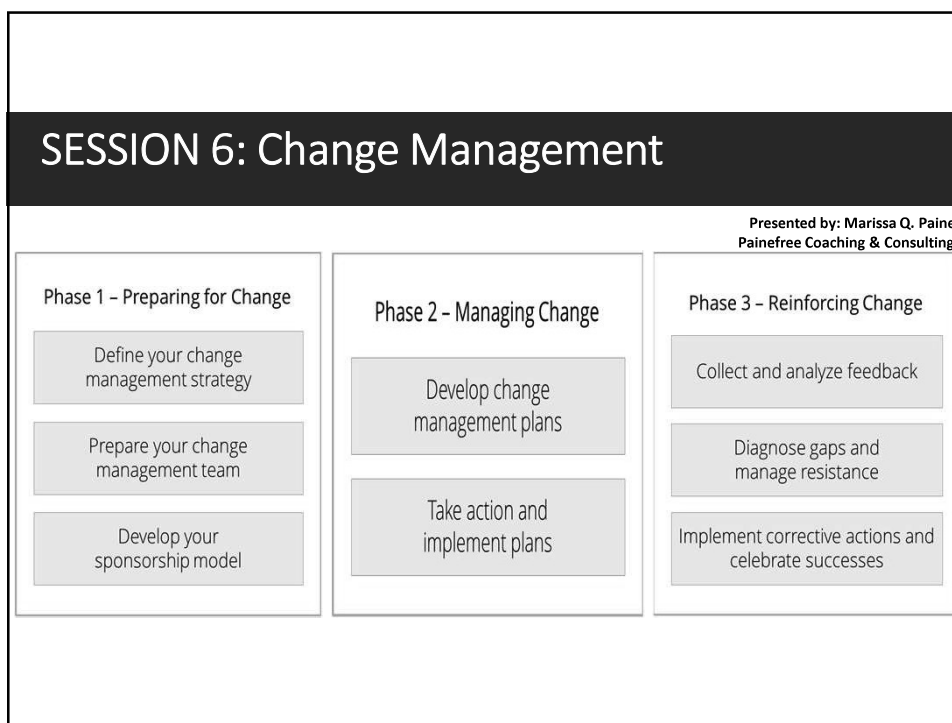 SESSION 6: Change Management
Presented by: Marissa Q. Paine
Painefree Coaching & Consulting
Phase 1 – Preparing for Change
Define your change
management strategy
Prepare your change
management team
Develop your
sponsorship model
Phase 2 – Managing Change
Develop change
management plans
Take action and
implement plans
Phase 3 – Reinforcing Change
Collect and analyze feedback
Diagnose gaps and
manage resistance
Implement corrective actions and
celebrate successes